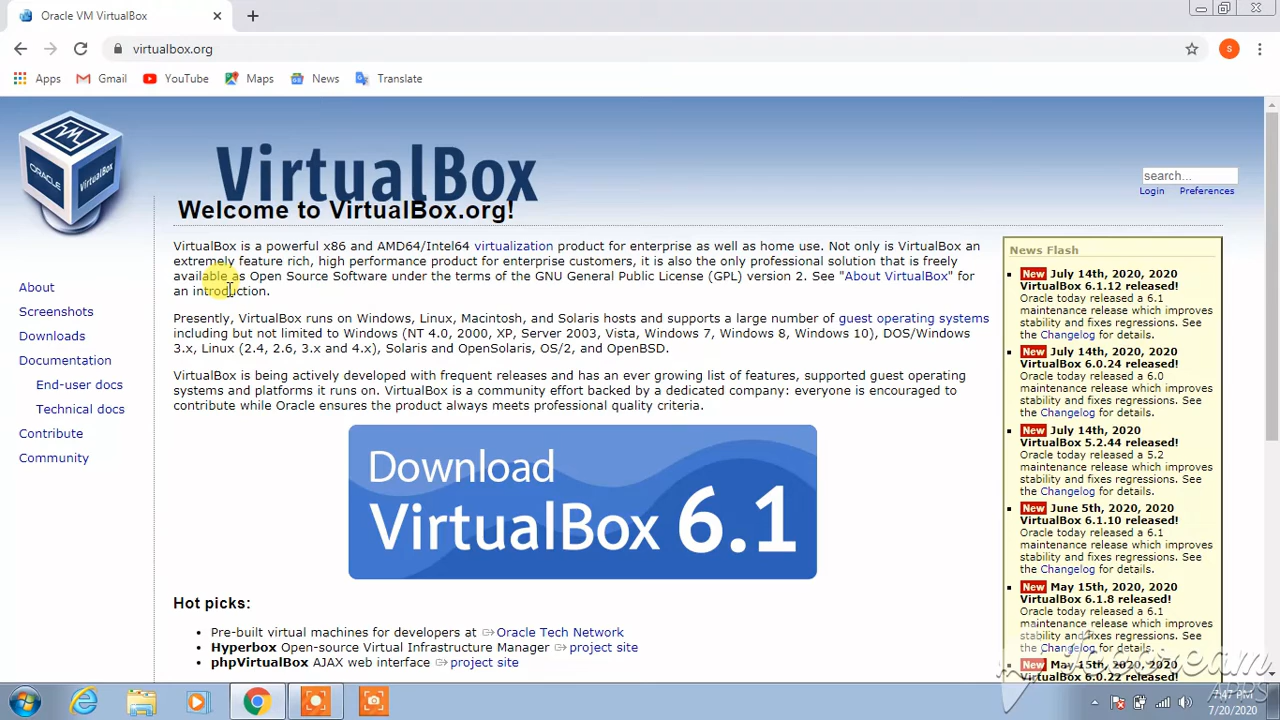 Oracle VM VirtualBox
virtualbox.org
S
Apps
Gmail
YouTube
Maps
News
Translate
ORACLE
VirtualBox
VirtualBox
Welcome to VirtualBox.org!
search...
Login
Preferences
About
Screenshots
Downloads
Documentation
End-user docs
Technical docs
Contribute
Community
VirtualBox is a powerful x86 and AMD64/Intel64 virtualization product for enterprise as well as home use. Not only is VirtualBox an
extremely feature rich, high performance product for enterprise customers, it is also the only professional solution that is freely
available as Open Source Software under the terms of the GNU General Public License (GPL) version 2. See "About VirtualBox" for
an introduction.
Presently, VirtualBox runs on Windows, Linux, Macintosh, and Solaris hosts and supports a large number of guest operating systems
including but not limited to Windows (NT 4.0, 2000, XP, Server 2003, Vista, Windows 7, Windows 8, Windows 10), DOS/Windows
3.x, Linux (2.4, 2.6, 3.x and 4.x), Solaris and OpenSolaris, OS/2, and OpenBSD.
VirtualBox is being actively developed with frequent releases and has an ever growing list of features, supported guest operating
systems and platforms it runs on. VirtualBox is a community effort backed by a dedicated company: everyone is encouraged to
contribute while Oracle ensures the product always meets professional quality criteria.
Download
VirtualBox 6.1
Hot picks:
Pre-built virtual machines for developers at Oracle Tech Network
Hyperbox Open-source Virtual Infrastructure Manager project site
phpVirtualBox AJAX web interface project site
News Flash
New July 14th, 2020, 2020
VirtualBox 6.1.12 released!
Oracle today released a 6.1
maintenance release which improves
stability and fixes regressions. See
the Changelog for details.
New July 14th, 2020, 2020
VirtualBox 6.0.24 released!
Oracle today released a 6.0
maintenance release which improves
stability and fixes regressions. See
the Changelog for details.
New July 14th, 2020
VirtualBox 5.2.44 released!
Oracle today released a 5.2
maintenance release which improves
stability and fixes regressions. See
the Changelog for details.
New June 5th, 2020, 2020
VirtualBox 6.1.10 released!
Oracle today released a 6.1
maintenance release which improves
stability and fixes regressions. See
the Changelog for details.
New May 15th, 2020, 2020
VirtualBox 6.1.8 released!
Oracle today released a 6.1
maintenance release which improves
stability and fixes regressions. See
the Changelog for details.
New May 15th, 2020, 2020
VirtualBox 6.0.22 released!
Icecream
APPS
7:47 PM
7/20/2020